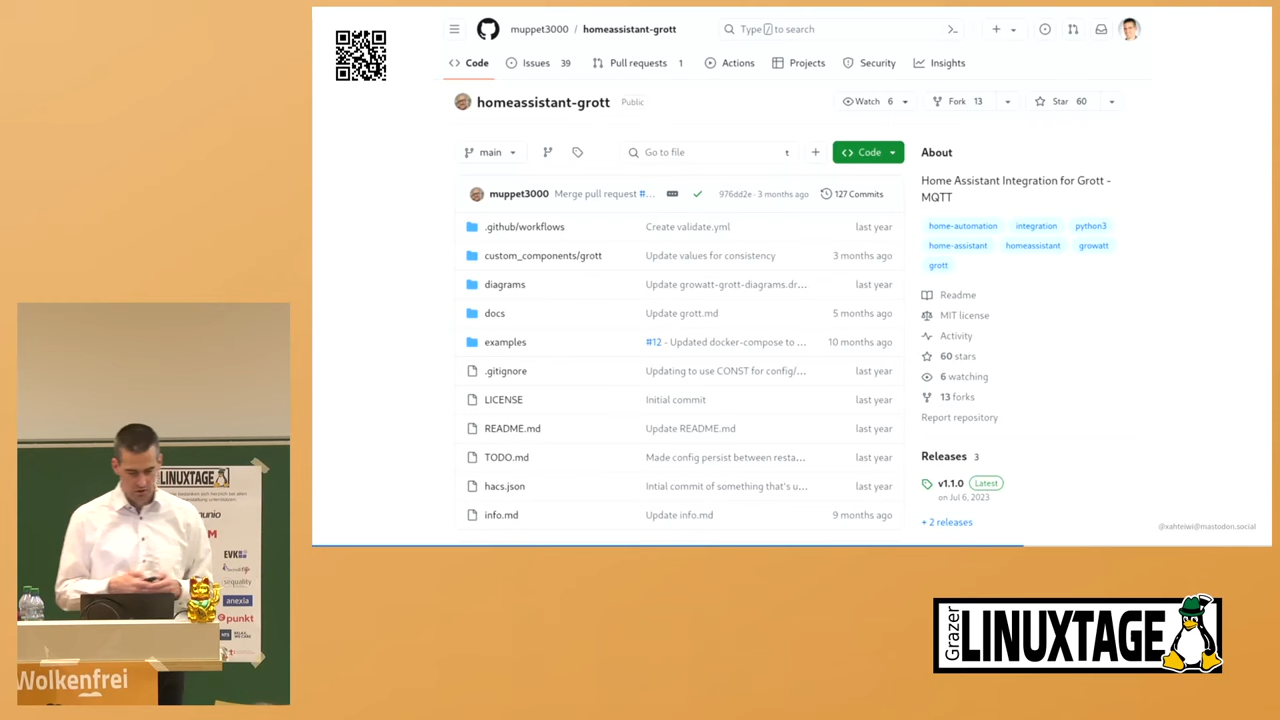 muppet3000 / homeassistant-grott
Type / to search
Code
Issues 39
Pull requests 1
Actions
Projects
Security
Insights
homeassistant-grott Public
Watch 6
Fork 13
Star 60
main
Go to file t
Code
muppet3000 Merge pull request #... 976dd2e · 3 months ago 127 Commits
.github/workflows Create validate.yml last year
custom_components/grott Update values for consistency 3 months ago
diagrams Update growatt-grott-diagrams.dr... last year
docs Update grott.md 5 months ago
examples #12 - Updated docker-compose to ... 10 months ago
.gitignore Updating to use CONST for config/... last year
LICENSE Initial commit last year
README.md Update README.md last year
TODO.md Made config persist between resta... last year
hacs.json Intial commit of something that's u... last year
info.md Update info.md 9 months ago
About
Home Assistant Integration for Grott -
MQTT
home-automation integration python3
home-assistant homeassistant growatt
grott
Readme
MIT license
Activity
60 stars
6 watching
13 forks
Report repository
Releases 3
v1.1.0 Latest
on Jul 6, 2023
+ 2 releases
@xahteiwi@mastodon.social
LINUXTAGE
EVK
sequality
anexia
punkt
Wolkenfrei
Grazer
LINUXTAGE